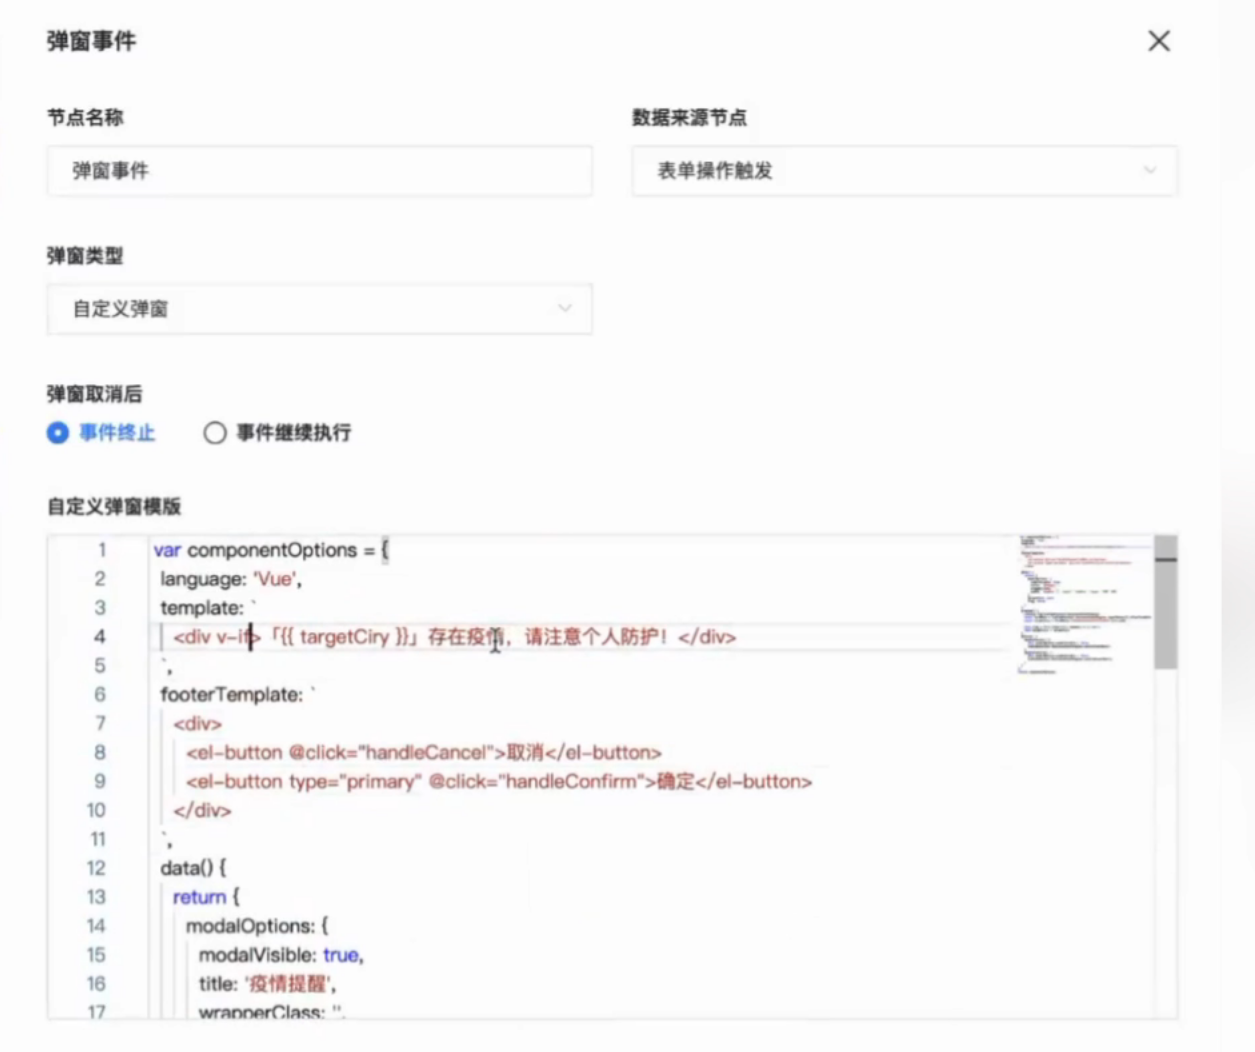 弹窗事件
节点名称
数据来源节点
弹窗事件
表单操作触发
弹窗类型
自定义弹窗
弹窗取消后
事件终止 事件继续执行
自定义弹窗模版
1 var componentOptions = {
2 language: 'Vue',
3 template: `
4 <div v-if>「{{ targetCiry }}」存在疫情，请注意个人防护！</div>
5 `,
6 footerTemplate: `
7 <div>
8 <el-button @click="handleCancel">取消</el-button>
9 <el-button type="primary" @click="handleConfirm">确定</el-button>
10 </div>
11 `,
12 data() {
13 return {
14 modalOptions: {
15 modalVisible: true,
16 title: '疫情提醒',
17 wrapperClass: '',